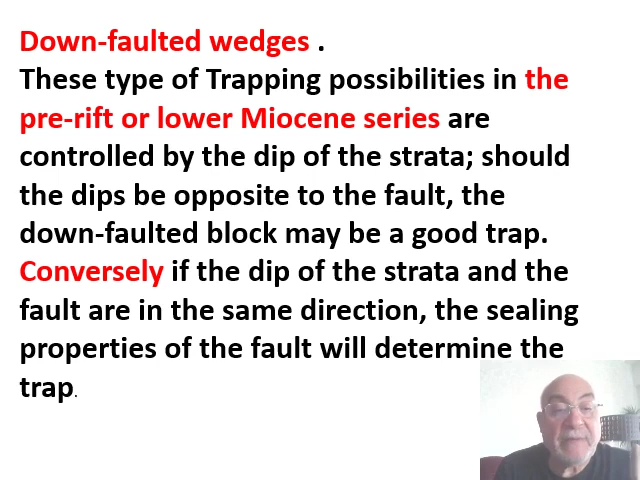 Down-faulted wedges .
These type of Trapping possibilities in the
pre-rift or lower Miocene series are
controlled by the dip of the strata; should
the dips be opposite to the fault, the
down-faulted block may be a good trap.
Conversely if the dip of the strata and the
fault are in the same direction, the sealing
properties of the fault will determine the
trap.